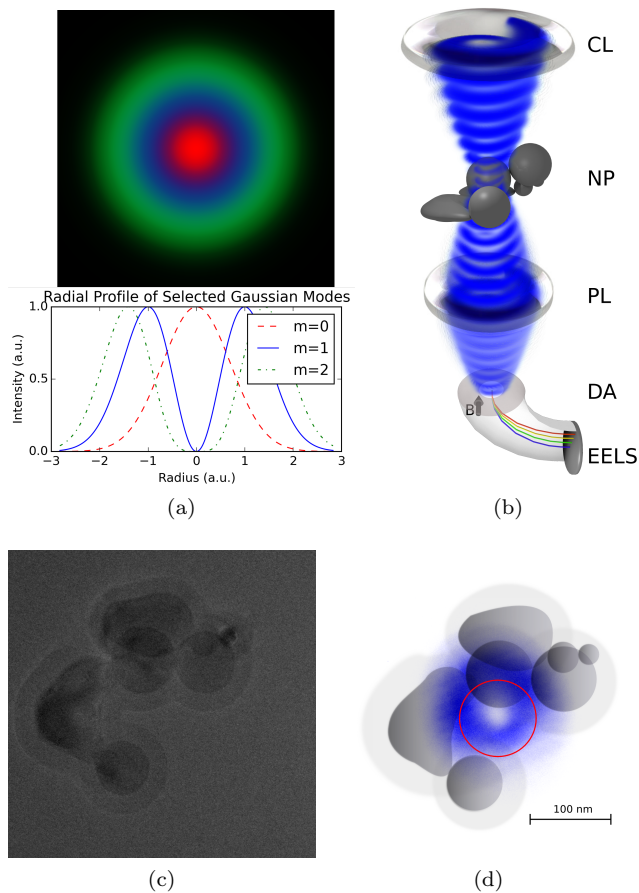 CL
NP
PL
DA
B
EELS
Radial Profile of Selected Gaussian Modes
m=0
m=1
m=2
Intensity (a.u.)
1.0
0.5
0.0
−3 −2 −1 0 1 2 3
Radius (a.u.)
(a)
(b)
100 nm
(c)
(d)